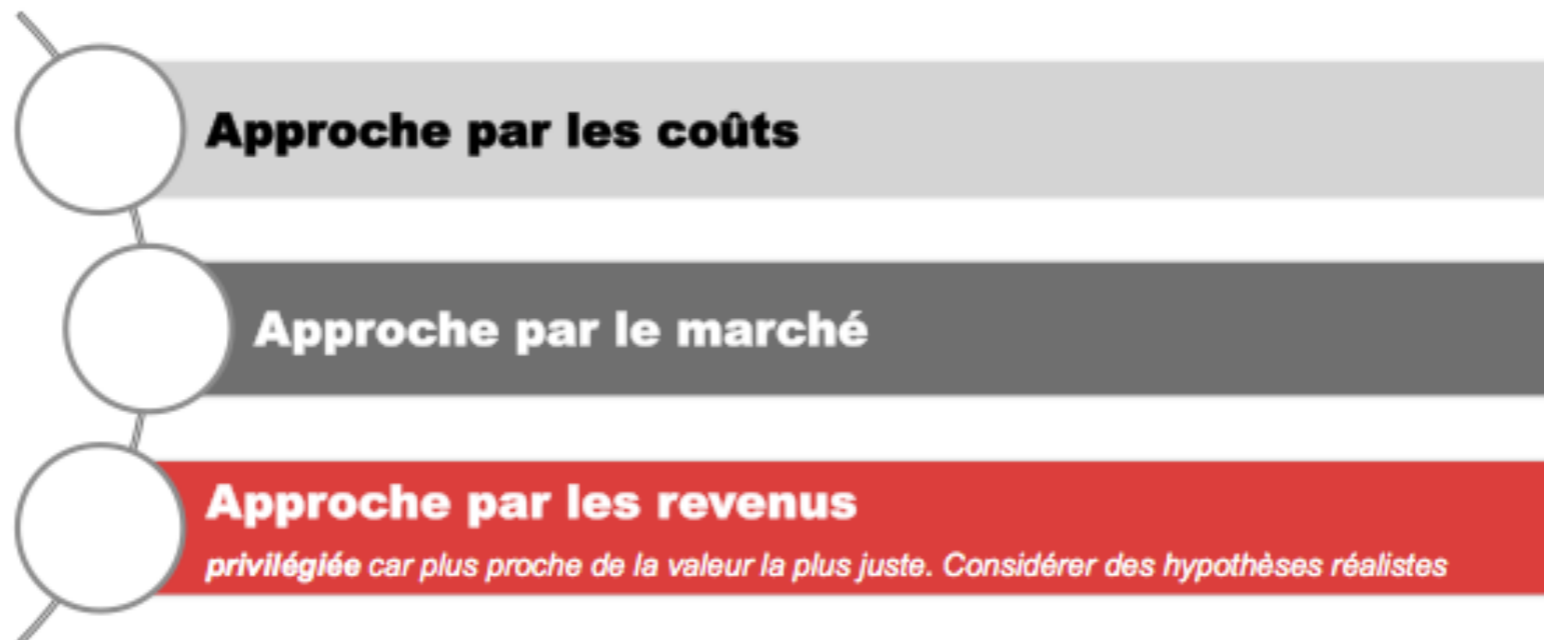 Approche par les coûts
Approche par le marché
Approche par les revenus
privilégiée car plus proche de la valeur la plus juste. Considérer des hypothèses réalistes